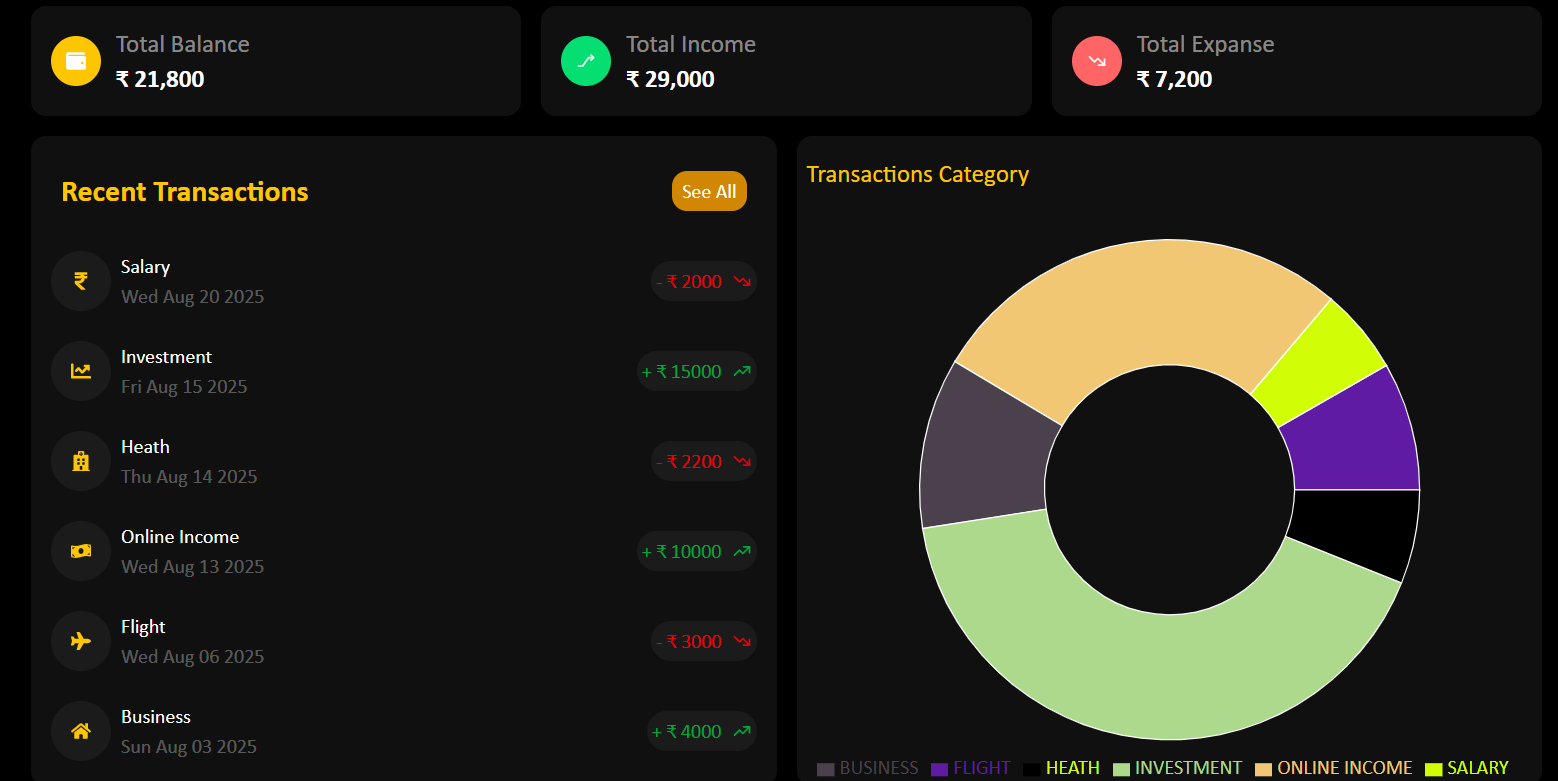 Total Balance
₹ 21,800
Total Income
₹ 29,000
Total Expanse
₹ 7,200
Recent Transactions
See All
Salary
Wed Aug 20 2025
- ₹ 2000
Investment
Fri Aug 15 2025
+ ₹ 15000
Heath
Thu Aug 14 2025
- ₹ 2200
Online Income
Wed Aug 13 2025
+ ₹ 10000
Flight
Wed Aug 06 2025
- ₹ 3000
Business
Sun Aug 03 2025
+ ₹ 4000
Transactions Category
BUSINESS FLIGHT HEATH INVESTMENT ONLINE INCOME SALARY